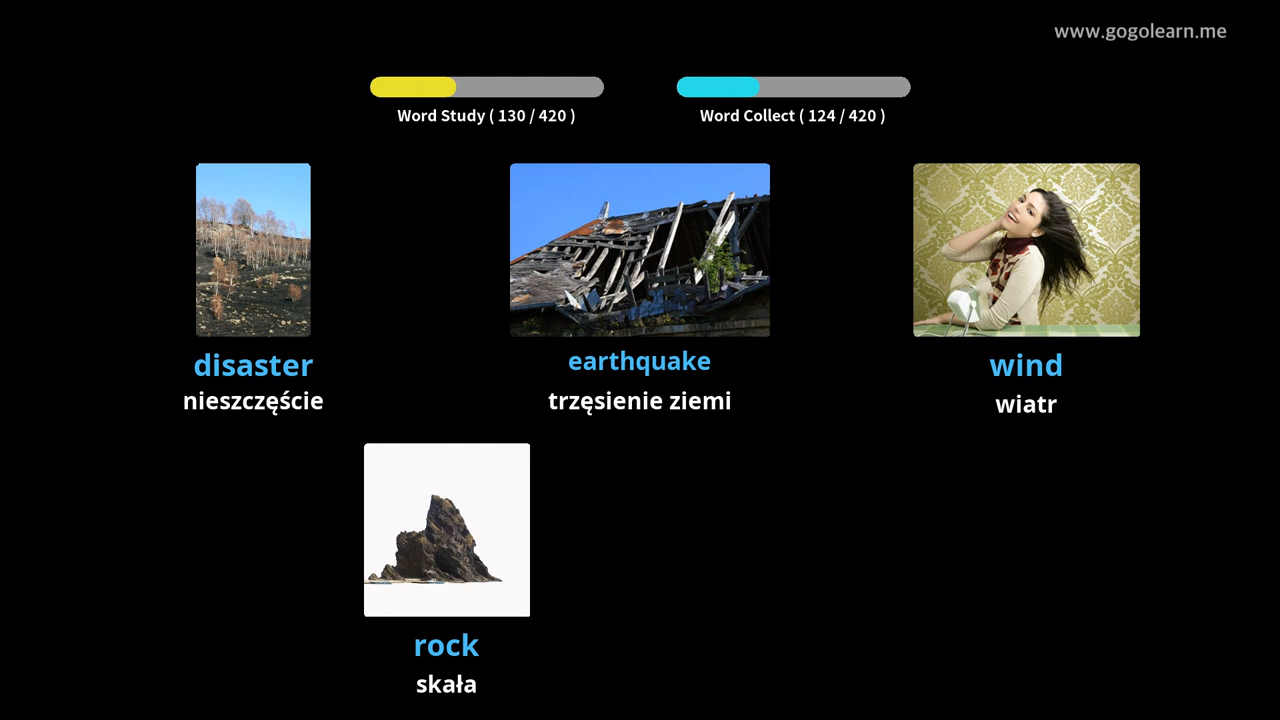 www.gogolearn.me
Word Study ( 130 / 420 )
Word Collect ( 124 / 420 )
disaster
nieszczęście
earthquake
trzęsienie ziemi
wind
wiatr
rock
skała